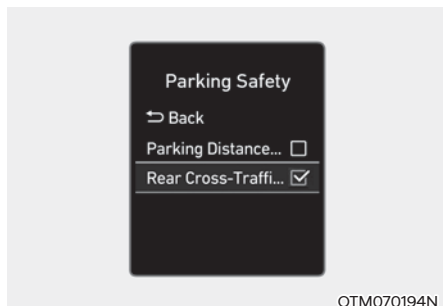 Parking Safety
Back
Parking Distance...
Rear Cross-Traffi...
OTM070194N